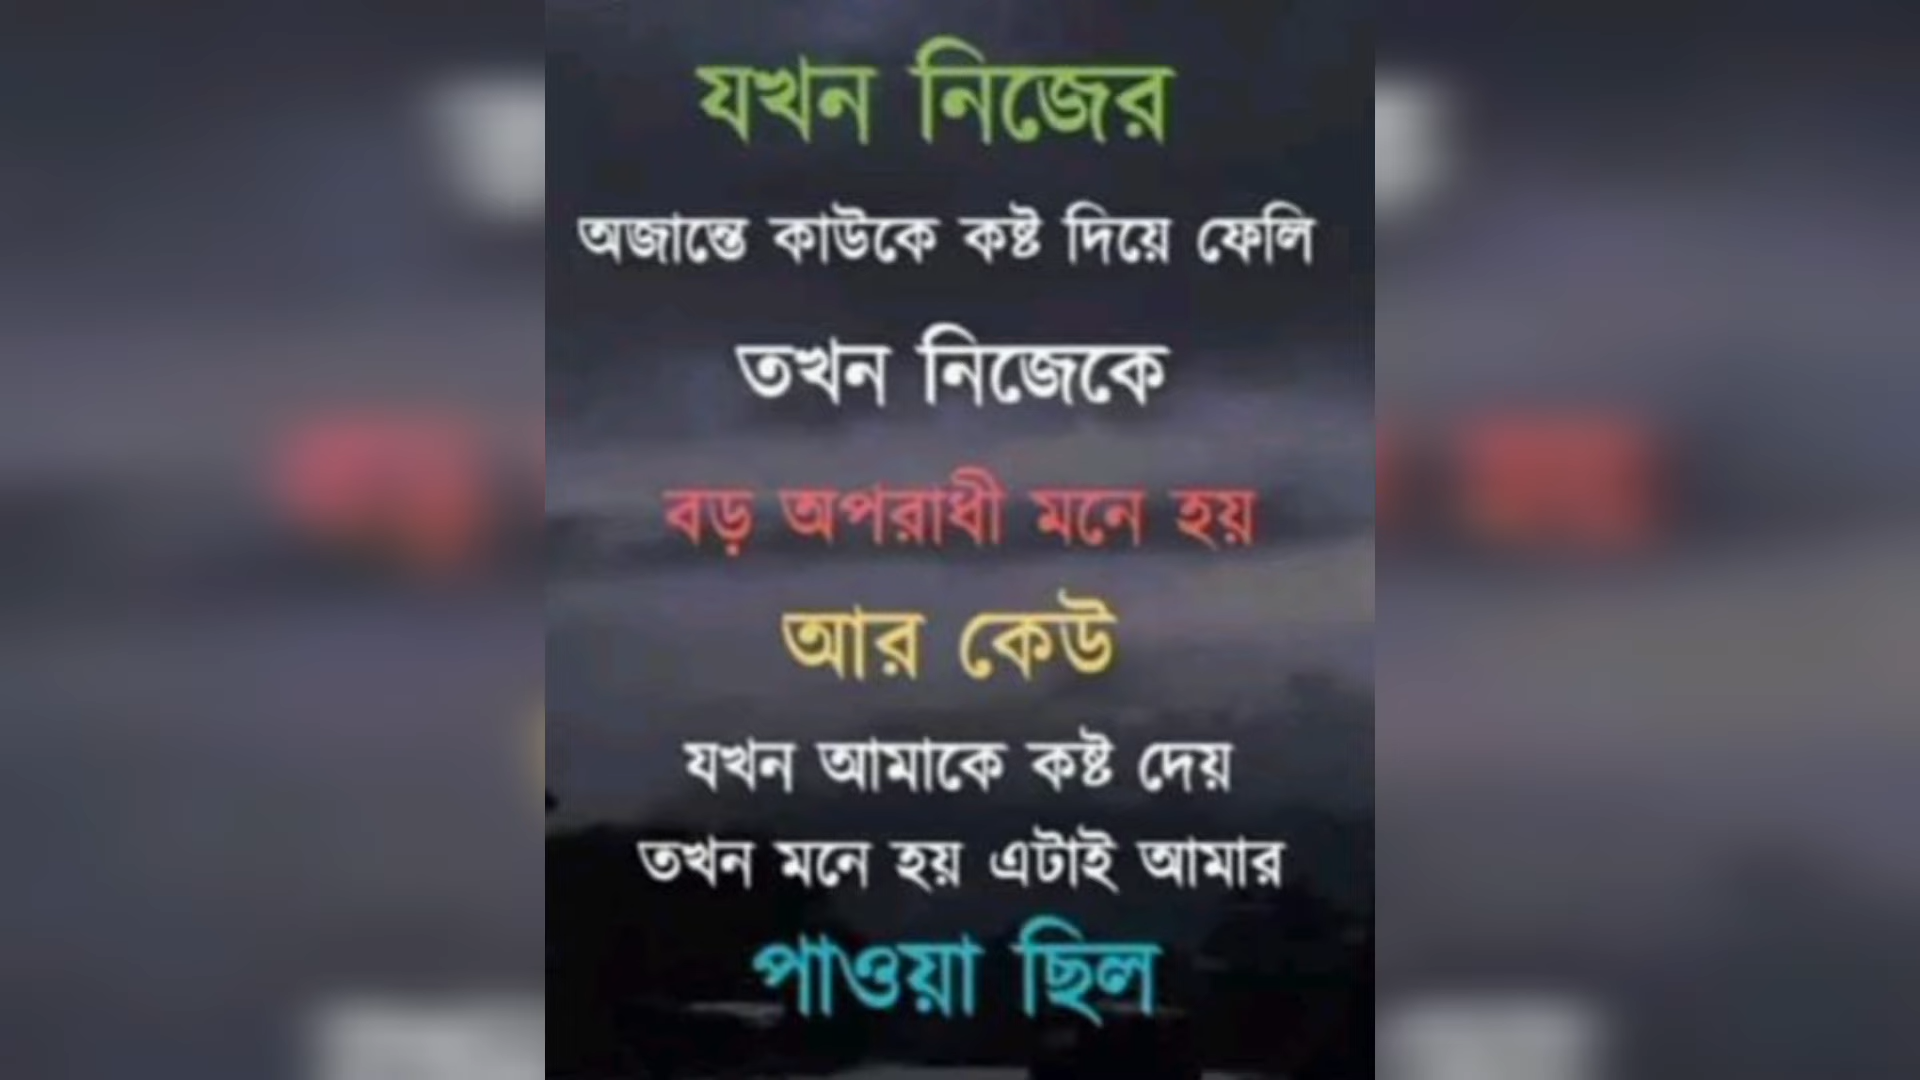 যখন নিজের
অজান্তে কাউকে কষ্ট দিয়ে ফেলি
তখন নিজেকে
বড় অপরাধী মনে হয়
আর কেউ
যখন আমাকে কষ্ট দেয়
তখন মনে হয় এটাই আমার
পাওয়া ছিল